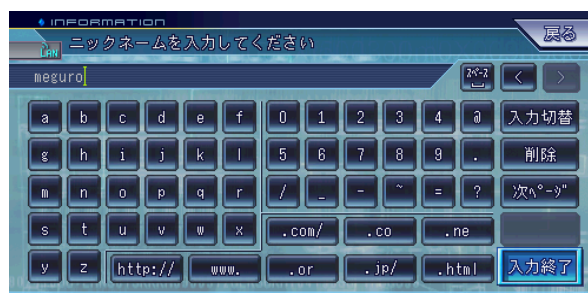 INFORMATION
LAN ニックネームを入力してください 戻る
meguro スペース < >
a b c d e f 0 1 2 3 4 @ 入力切替
g h i j k l 5 6 7 8 9 . 削除
m n o p q r / _ - ~ = ? 次ページ
s t u v w x .com/ .co .ne
y z http:// www. .or .jp/ .html 入力終了